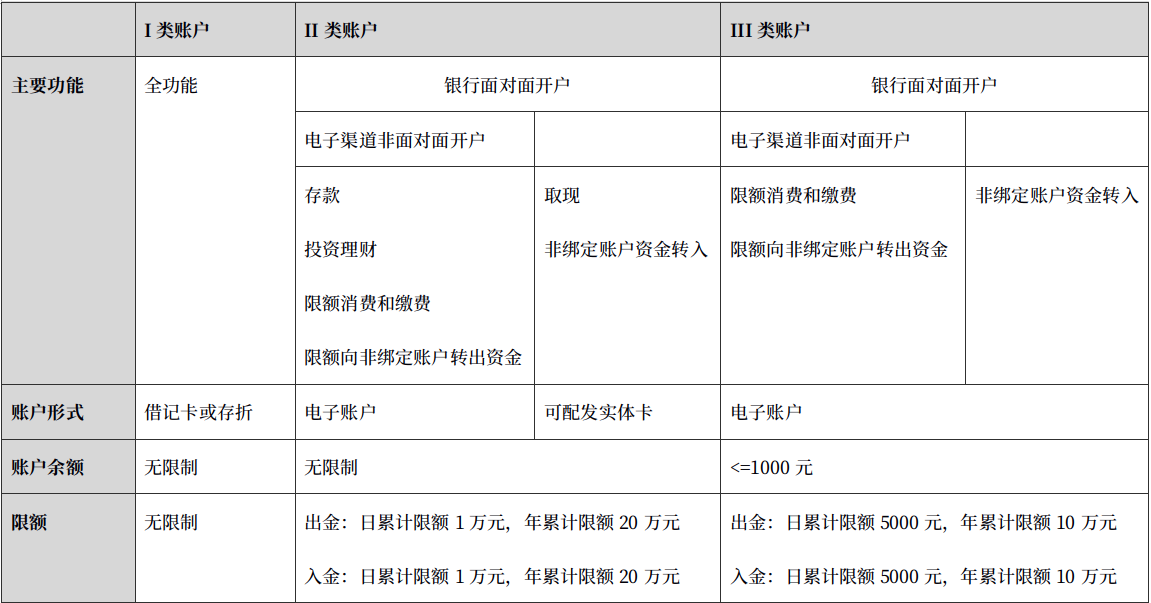 I 类账户 II 类账户 III 类账户
主要功能 全功能 银行面对面开户 银行面对面开户
电子渠道非面对面开户 电子渠道非面对面开户
存款 取现 限额消费和缴费 非绑定账户资金转入
投资理财 非绑定账户资金转入 限额向非绑定账户转出资金
限额消费和缴费
限额向非绑定账户转出资金
账户形式 借记卡或存折 电子账户 可配发实体卡 电子账户
账户余额 无限制 无限制 <=1000 元
限额 无限制 出金：日累计限额 1 万元，年累计限额 20 万元 出金：日累计限额 5000 元，年累计限额 10 万元
入金：日累计限额 1 万元，年累计限额 20 万元 入金：日累计限额 5000 元，年累计限额 10 万元